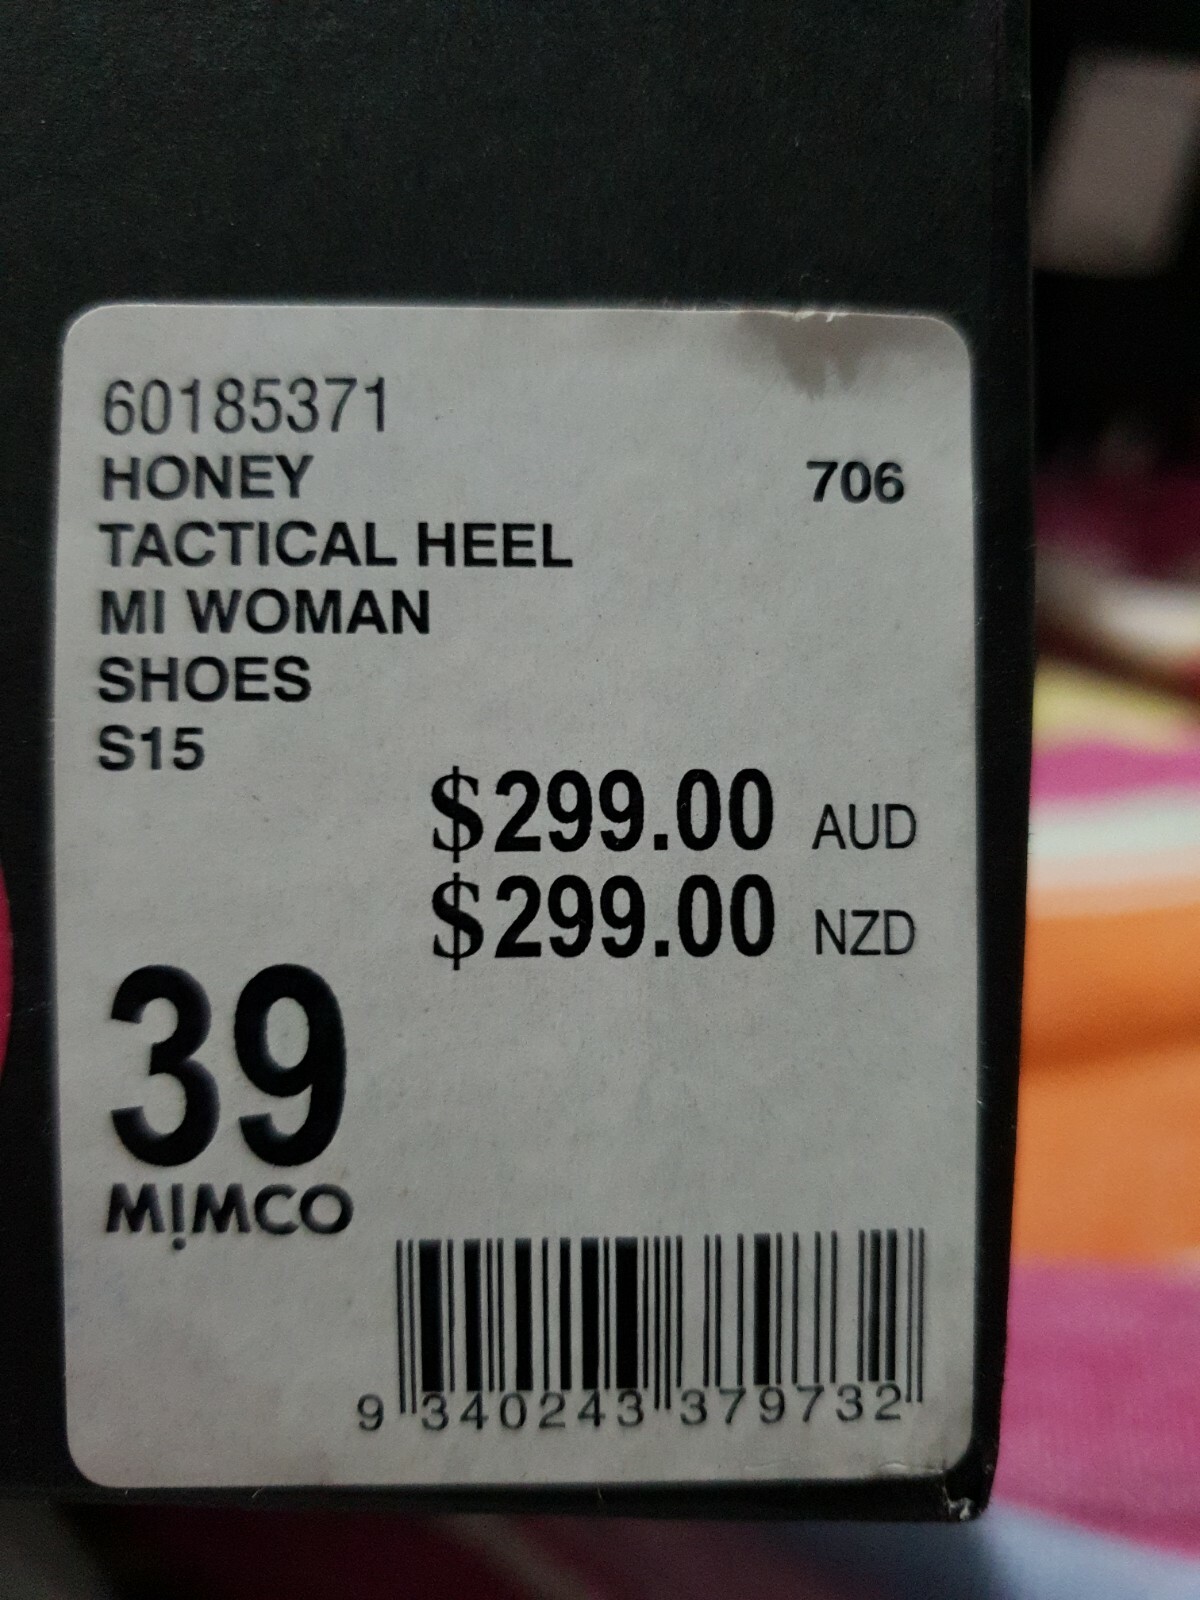 60185371
HONEY 706
TACTICAL HEEL
MI WOMAN
SHOES
S15
$299.00 AUD
$299.00 NZD
39
MIMCO
9 340243 379732